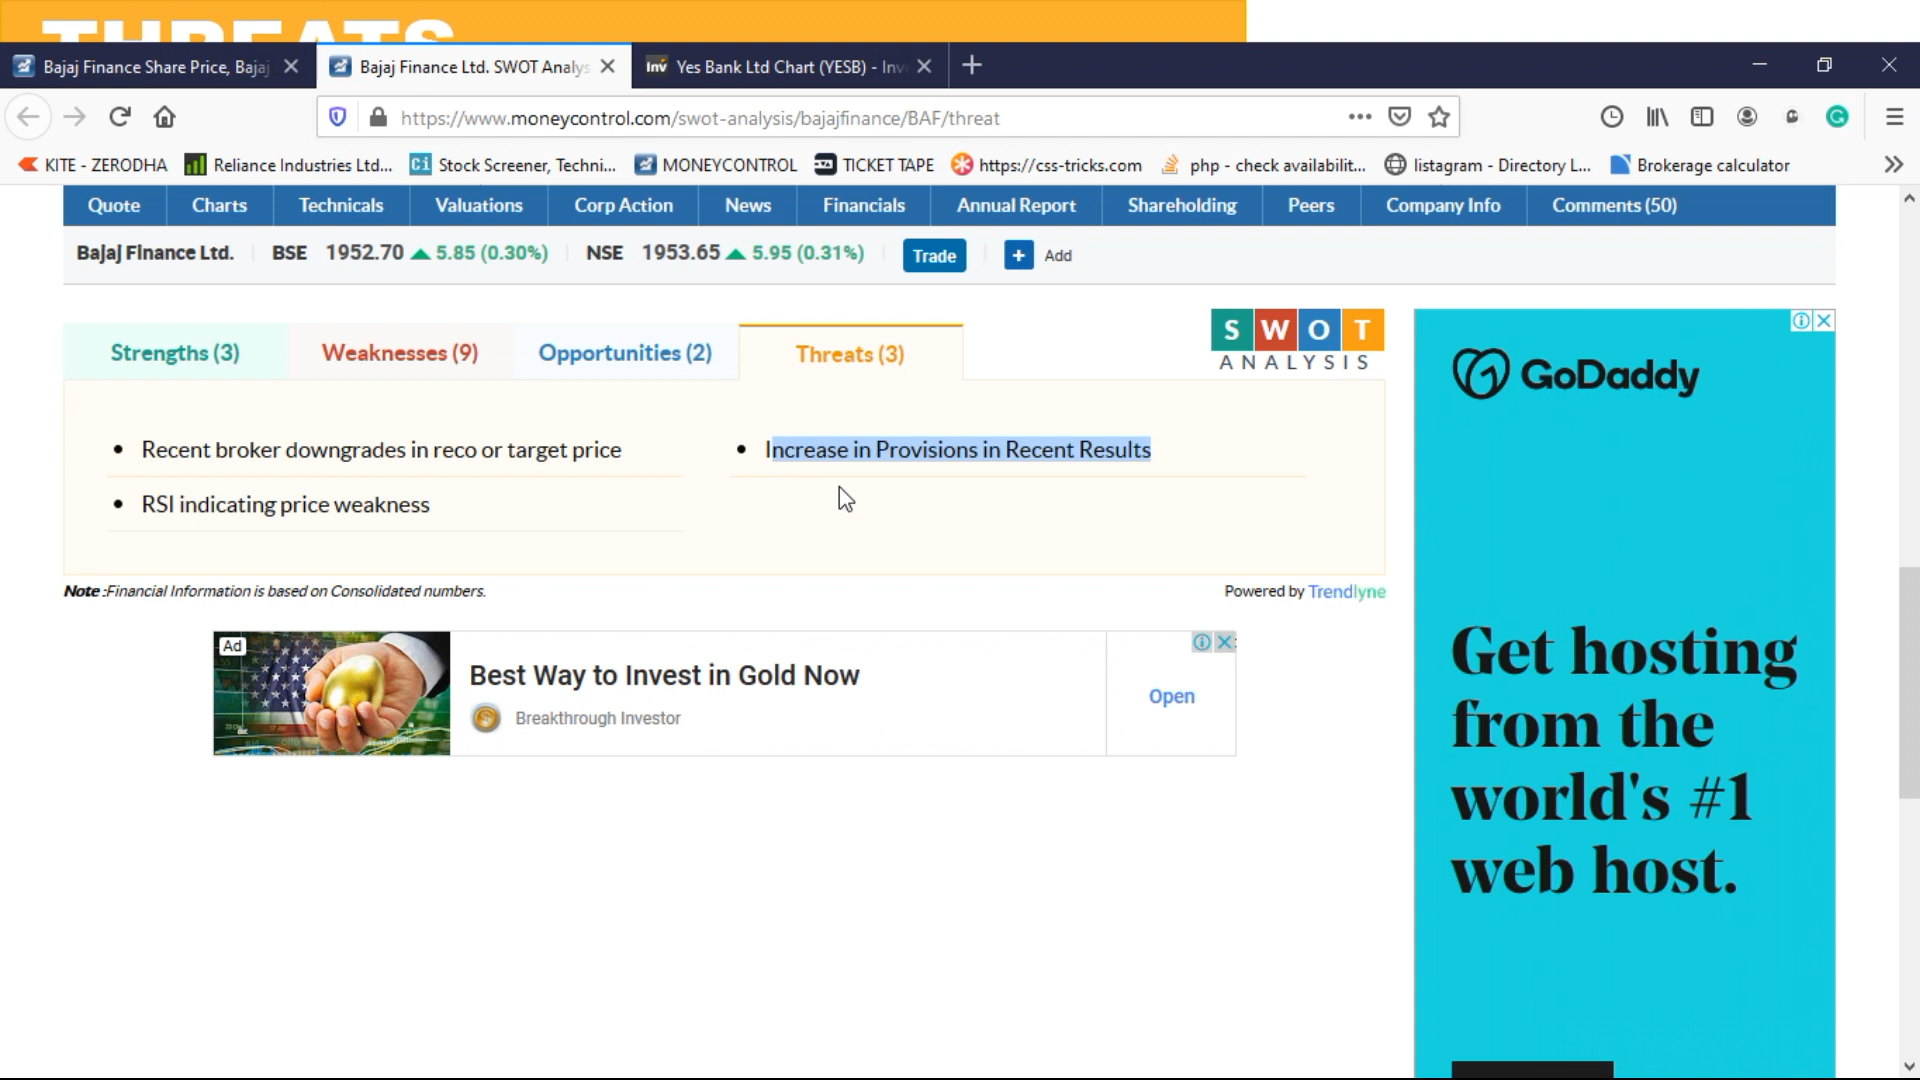 THREATS
Bajaj Finance Share Price, Bajaj
Bajaj Finance Ltd. SWOT Analys
Inv Yes Bank Ltd Chart (YESB) - Inv
https://www.moneycontrol.com/swot-analysis/bajajfinance/BAF/threat
KITE - ZERODHA
Reliance Industries Ltd...
Ci Stock Screener, Techni...
MONEYCONTROL
TICKET TAPE
https://css-tricks.com
php - check availabilit...
listagram - Directory L...
Brokerage calculator
Quote
Charts
Technicals
Valuations
Corp Action
News
Financials
Annual Report
Shareholding
Peers
Company Info
Comments (50)
Bajaj Finance Ltd.
BSE 1952.70 5.85 (0.30%)
NSE 1953.65 5.95 (0.31%)
Trade
+ Add
Strengths (3)
Weaknesses (9)
Opportunities (2)
Threats (3)
SWOT
ANALYSIS
• Recent broker downgrades in reco or target price
• Increase in Provisions in Recent Results
• RSI indicating price weakness
Note :Financial Information is based on Consolidated numbers.
Powered by Trendlyne
Ad
Best Way to Invest in Gold Now
Breakthrough Investor
Open
GoDaddy
Get hosting
from the
world's #1
web host.